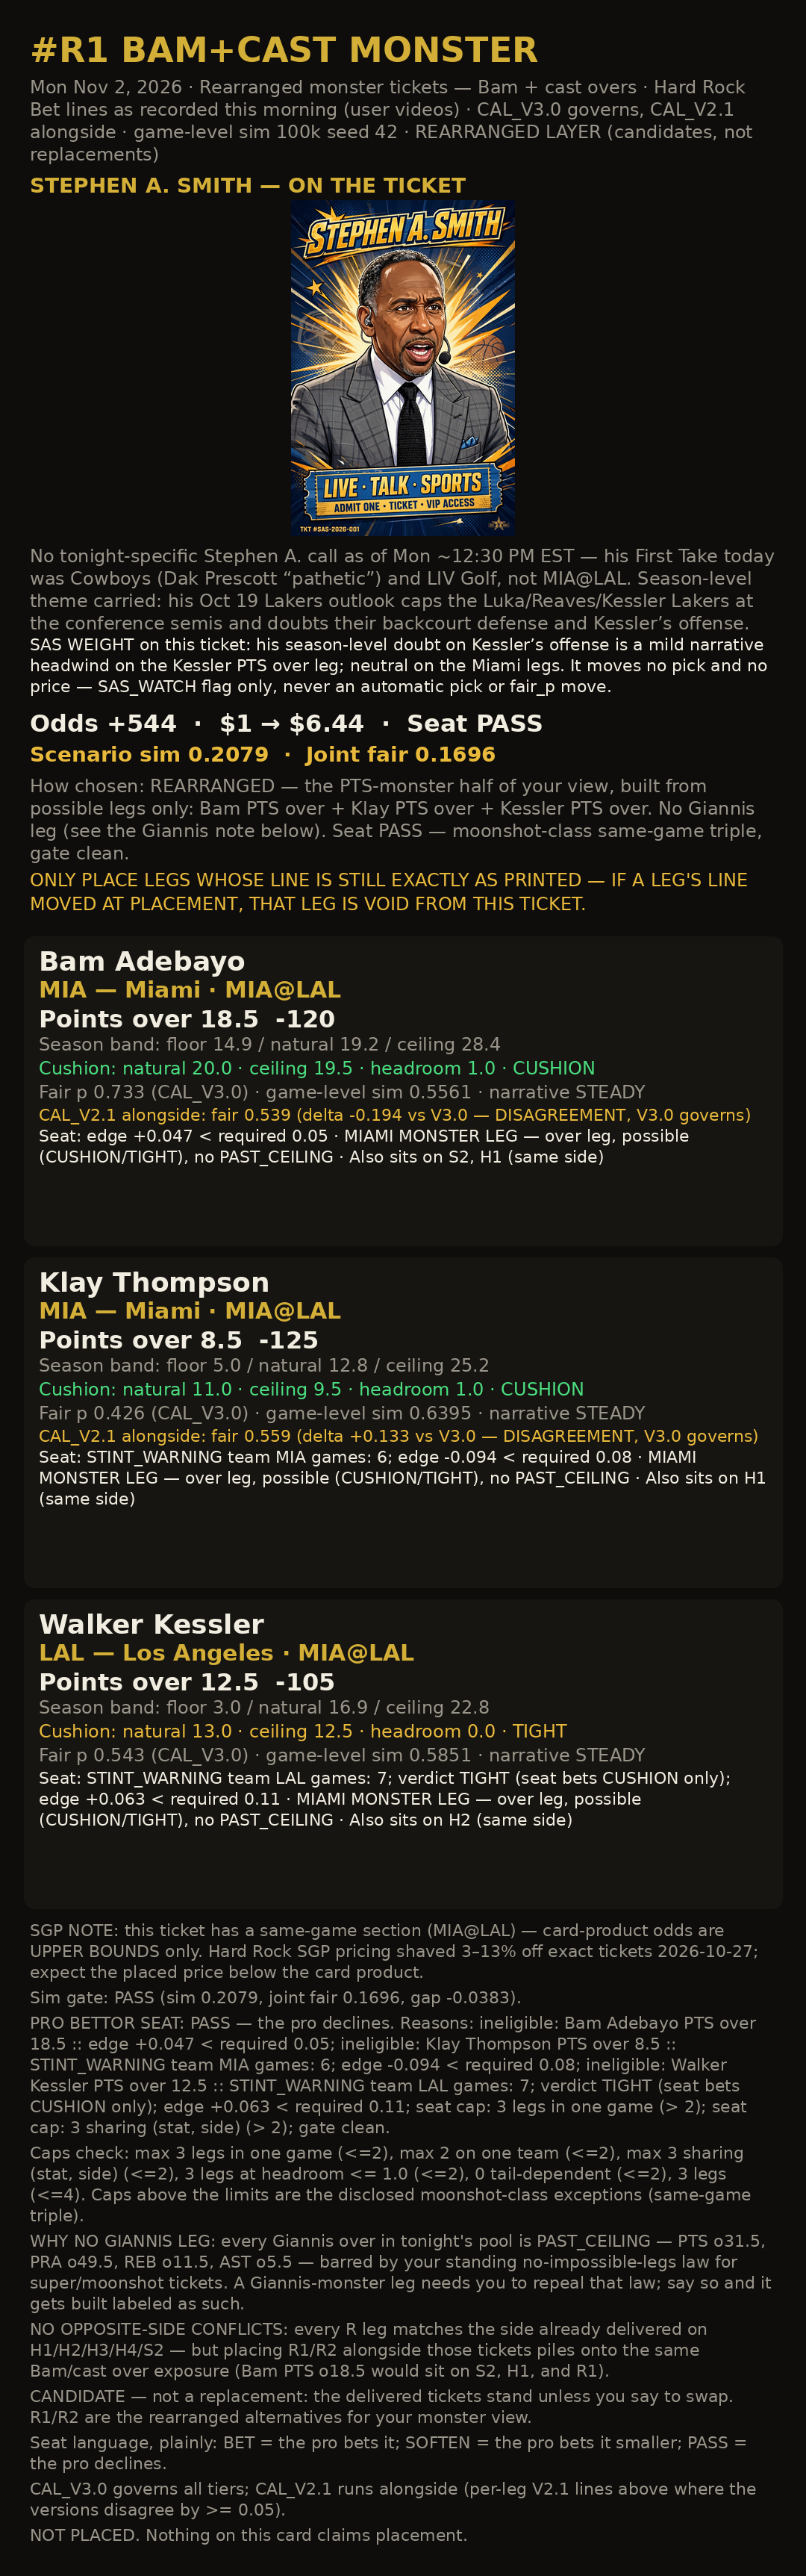 #R1 BAM+CAST MONSTER
Mon Nov 2, 2026 · Rearranged monster tickets — Bam + cast overs · Hard Rock
Bet lines as recorded this morning (user videos) · CAL_V3.0 governs, CAL_V2.1
alongside · game-level sim 100k seed 42 · REARRANGED LAYER (candidates, not
replacements)
STEPHEN A. SMITH — ON THE TICKET
STEPHEN A. SMITH
LIVE · TALK · SPORTS
ADMIT ONE · TICKET · VIP ACCESS
TKT #SAS-2026-001
No tonight-specific Stephen A. call as of Mon ~12:30 PM EST — his First Take today
was Cowboys (Dak Prescott “pathetic”) and LIV Golf, not MIA@LAL. Season-level
theme carried: his Oct 19 Lakers outlook caps the Luka/Reaves/Kessler Lakers at
the conference semis and doubts their backcourt defense and Kessler’s offense.
SAS WEIGHT on this ticket: his season-level doubt on Kessler’s offense is a mild narrative
headwind on the Kessler PTS over leg; neutral on the Miami legs. It moves no pick and no
price — SAS_WATCH flag only, never an automatic pick or fair_p move.
Odds +544 · $1 → $6.44 · Seat PASS
Scenario sim 0.2079 · Joint fair 0.1696
How chosen: REARRANGED — the PTS-monster half of your view, built from
possible legs only: Bam PTS over + Klay PTS over + Kessler PTS over. No Giannis
leg (see the Giannis note below). Seat PASS — moonshot-class same-game triple,
gate clean.
ONLY PLACE LEGS WHOSE LINE IS STILL EXACTLY AS PRINTED — IF A LEG'S LINE
MOVED AT PLACEMENT, THAT LEG IS VOID FROM THIS TICKET.
Bam Adebayo
MIA — Miami · MIA@LAL
Points over 18.5 -120
Season band: floor 14.9 / natural 19.2 / ceiling 28.4
Cushion: natural 20.0 · ceiling 19.5 · headroom 1.0 · CUSHION
Fair p 0.733 (CAL_V3.0) · game-level sim 0.5561 · narrative STEADY
CAL_V2.1 alongside: fair 0.539 (delta -0.194 vs V3.0 — DISAGREEMENT, V3.0 governs)
Seat: edge +0.047 < required 0.05 · MIAMI MONSTER LEG — over leg, possible
(CUSHION/TIGHT), no PAST_CEILING · Also sits on S2, H1 (same side)
Klay Thompson
MIA — Miami · MIA@LAL
Points over 8.5 -125
Season band: floor 5.0 / natural 12.8 / ceiling 25.2
Cushion: natural 11.0 · ceiling 9.5 · headroom 1.0 · CUSHION
Fair p 0.426 (CAL_V3.0) · game-level sim 0.6395 · narrative STEADY
CAL_V2.1 alongside: fair 0.559 (delta +0.133 vs V3.0 — DISAGREEMENT, V3.0 governs)
Seat: STINT_WARNING team MIA games: 6; edge -0.094 < required 0.08 · MIAMI
MONSTER LEG — over leg, possible (CUSHION/TIGHT), no PAST_CEILING · Also sits on H1
(same side)
Walker Kessler
LAL — Los Angeles · MIA@LAL
Points over 12.5 -105
Season band: floor 3.0 / natural 16.9 / ceiling 22.8
Cushion: natural 13.0 · ceiling 12.5 · headroom 0.0 · TIGHT
Fair p 0.543 (CAL_V3.0) · game-level sim 0.5851 · narrative STEADY
Seat: STINT_WARNING team LAL games: 7; verdict TIGHT (seat bets CUSHION only);
edge +0.063 < required 0.11 · MIAMI MONSTER LEG — over leg, possible
(CUSHION/TIGHT), no PAST_CEILING · Also sits on H2 (same side)
SGP NOTE: this ticket has a same-game section (MIA@LAL) — card-product odds are
UPPER BOUNDS only. Hard Rock SGP pricing shaved 3–13% off exact tickets 2026-10-27;
expect the placed price below the card product.
Sim gate: PASS (sim 0.2079, joint fair 0.1696, gap -0.0383).
PRO BETTOR SEAT: PASS — the pro declines. Reasons: ineligible: Bam Adebayo PTS over
18.5 :: edge +0.047 < required 0.05; ineligible: Klay Thompson PTS over 8.5 ::
STINT_WARNING team MIA games: 6; edge -0.094 < required 0.08; ineligible: Walker
Kessler PTS over 12.5 :: STINT_WARNING team LAL games: 7; verdict TIGHT (seat bets
CUSHION only); edge +0.063 < required 0.11; seat cap: 3 legs in one game (> 2); seat
cap: 3 sharing (stat, side) (> 2); gate clean.
Caps check: max 3 legs in one game (<=2), max 2 on one team (<=2), max 3 sharing
(stat, side) (<=2), 3 legs at headroom <= 1.0 (<=2), 0 tail-dependent (<=2), 3 legs
(<=4). Caps above the limits are the disclosed moonshot-class exceptions (same-game
triple).
WHY NO GIANNIS LEG: every Giannis over in tonight's pool is PAST_CEILING — PTS o31.5,
PRA o49.5, REB o11.5, AST o5.5 — barred by your standing no-impossible-legs law for
super/moonshot tickets. A Giannis-monster leg needs you to repeal that law; say so and it
gets built labeled as such.
NO OPPOSITE-SIDE CONFLICTS: every R leg matches the side already delivered on
H1/H2/H3/H4/S2 — but placing R1/R2 alongside those tickets piles onto the same
Bam/cast over exposure (Bam PTS o18.5 would sit on S2, H1, and R1).
CANDIDATE — not a replacement: the delivered tickets stand unless you say to swap.
R1/R2 are the rearranged alternatives for your monster view.
Seat language, plainly: BET = the pro bets it; SOFTEN = the pro bets it smaller; PASS =
the pro declines.
CAL_V3.0 governs all tiers; CAL_V2.1 runs alongside (per-leg V2.1 lines above where the
versions disagree by >= 0.05).
NOT PLACED. Nothing on this card claims placement.